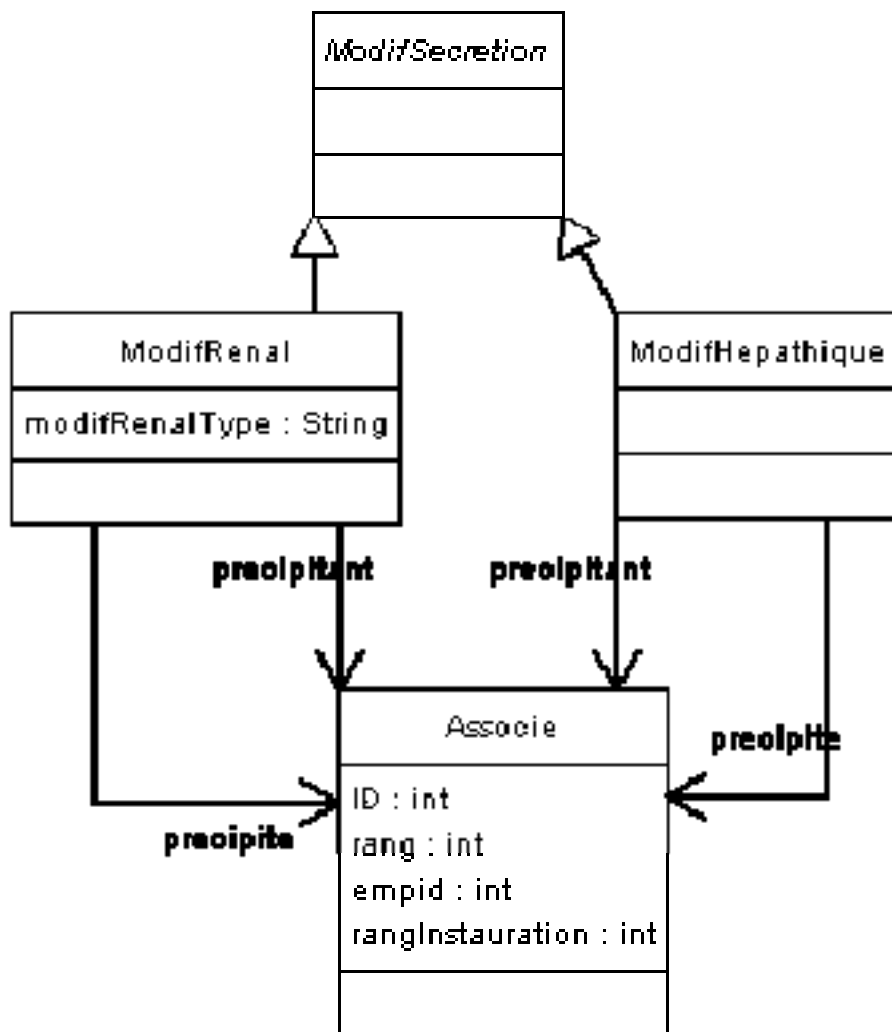 ModifSecretion
ModifRenal
modifRenalType : String
ModifHepathique
precipitant
precipitant
Associe
ID : int
rang : int
empid : int
rangInstauration : int
precipite
precipite